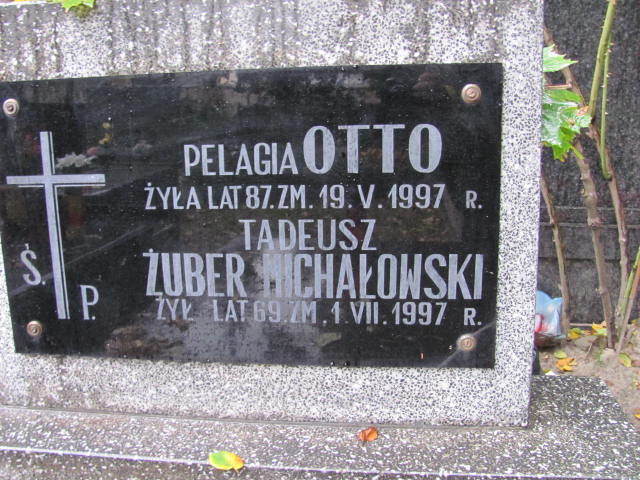 PELAGIA OTTO
ŻYŁA LAT 87. ZM. 19. V. 1997 R.
TADEUSZ
ŻUBER MICHAŁOWSKI
ŻYŁ LAT 69. ZM. 1. VII. 1997 R.
Ś. P.